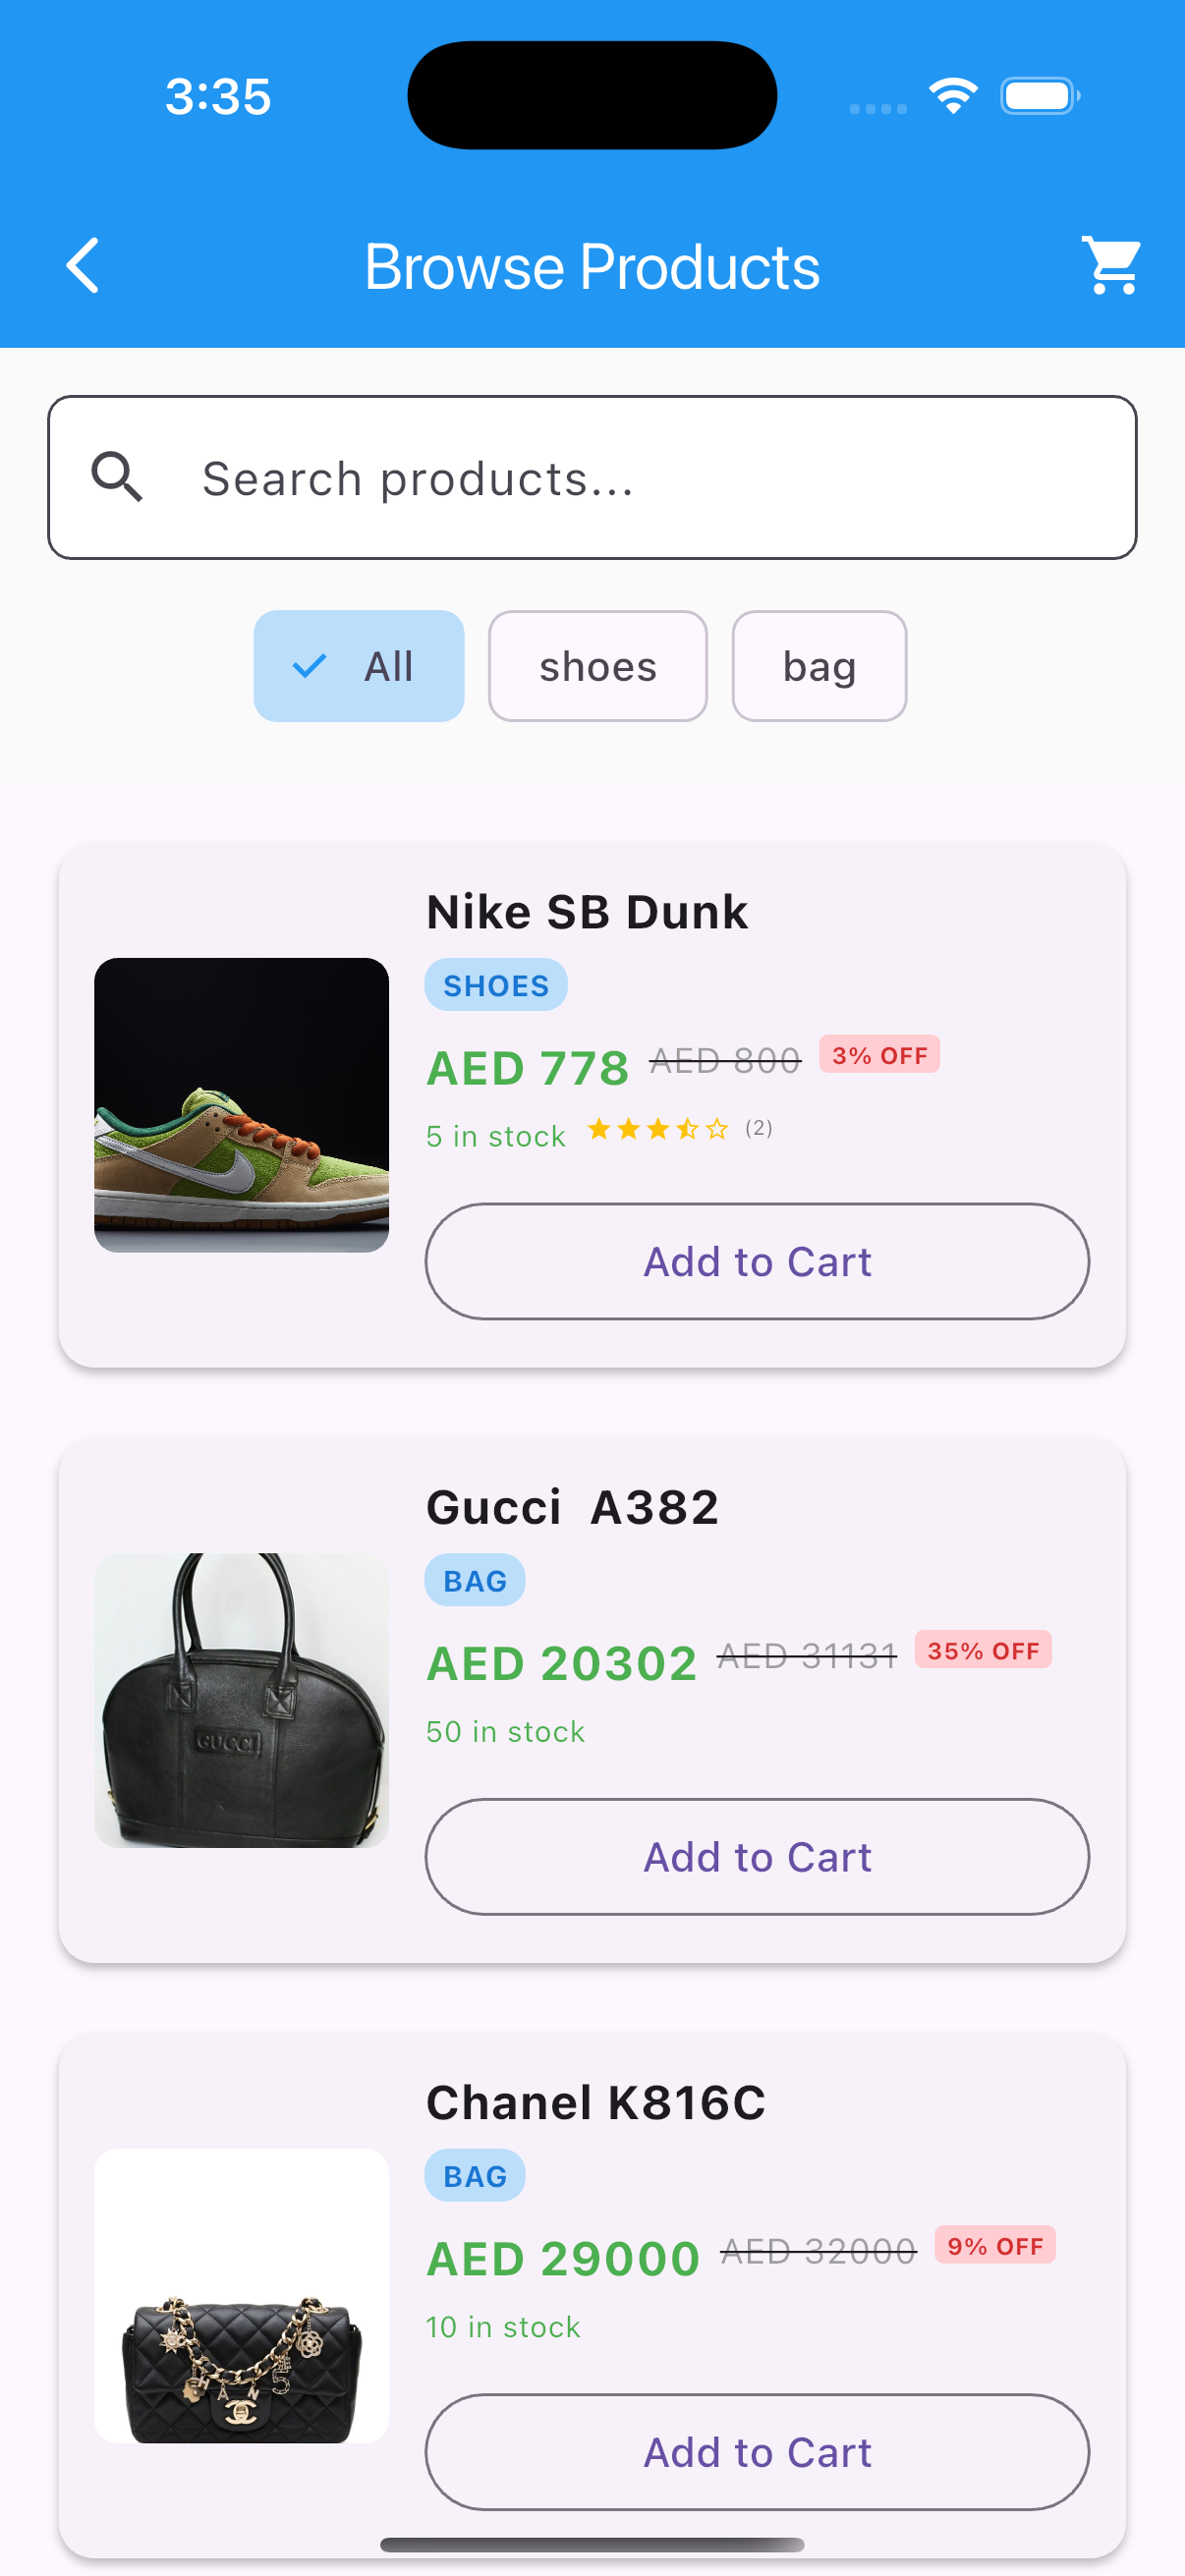 3:35
Browse Products
Search products...
All shoes bag
Nike SB Dunk
SHOES
AED 778 AED 800 3% OFF
5 in stock (2)
Add to Cart
Gucci  A382
BAG
AED 20302 AED 31131 35% OFF
GUCCI
50 in stock
Add to Cart
Chanel K816C
BAG
AED 29000 AED 32000 9% OFF
10 in stock
Add to Cart